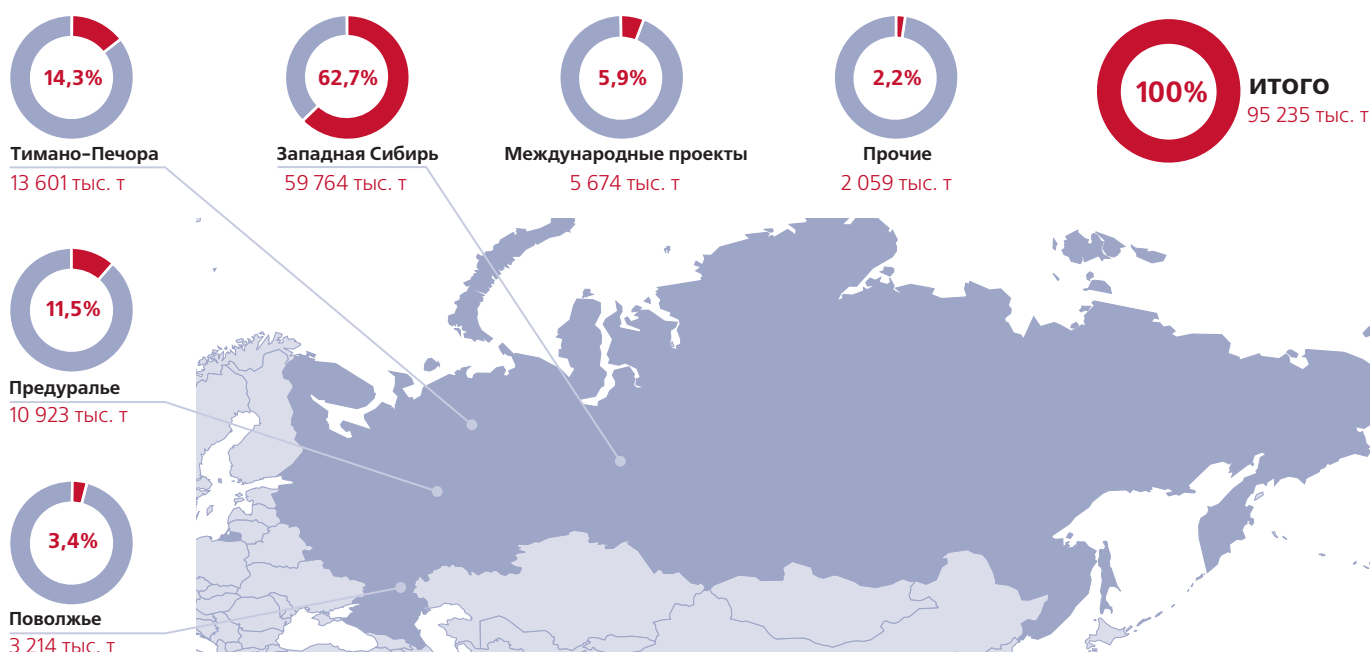 14,3%
Тимано-Печора
13 601 тыс. т
62,7%
Западная Сибирь
59 764 тыс. т
5,9%
Международные проекты
5 674 тыс. т
2,2%
Прочие
2 059 тыс. т
100%
ИТОГО
95 235 тыс. т
11,5%
Предуралье
10 923 тыс. т
3,4%
Поволжье
3 214 тыс. т